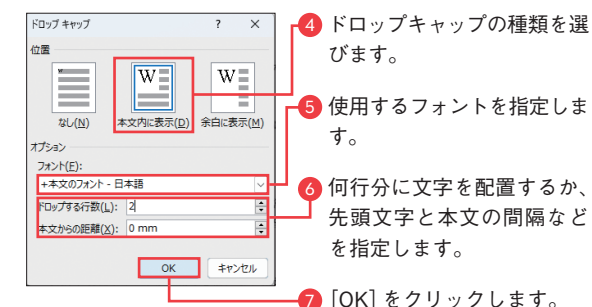 ドロップ キャップ ? ×
位置
W W
なし(N) 本文内に表示(D) 余白に表示(M)
オプション
フォント(F):
+本文のフォント - 日本語
ドロップする行数(L): 2
本文からの距離(X): 0 mm
OK キャンセル
4 ドロップキャップの種類を選
びます。
5 使用するフォントを指定しま
す。
6 何行分に文字を配置するか、
先頭文字と本文の間隔など
を指定します。
7 [OK] をクリックします。